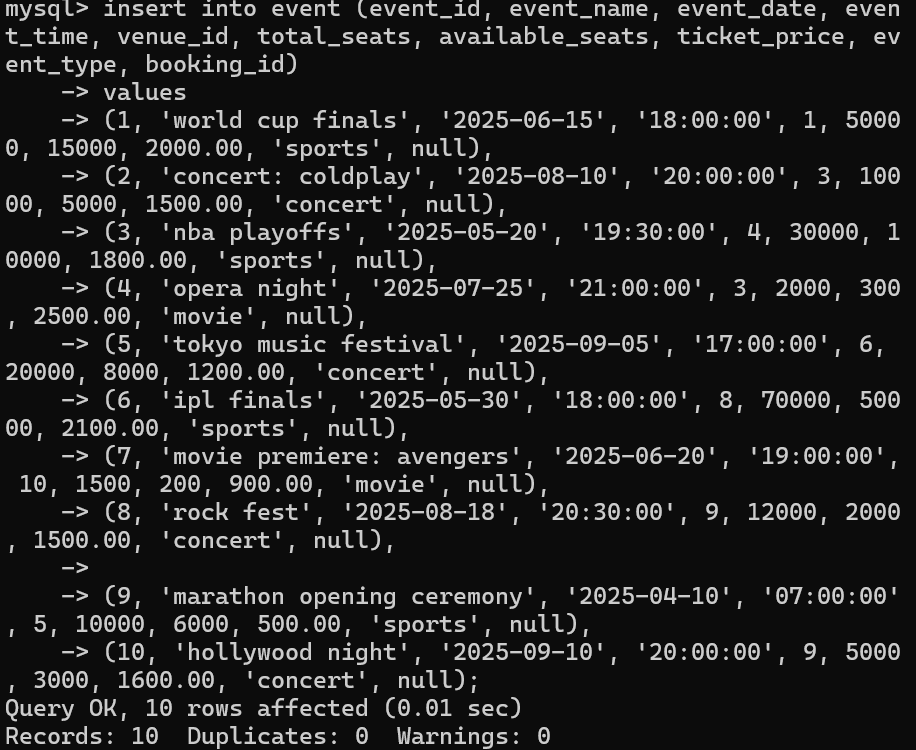 mysql> insert into event (event_id, event_name, event_date, even
t_time, venue_id, total_seats, available_seats, ticket_price, ev
ent_type, booking_id)
    -> values
    -> (1, 'world cup finals', '2025-06-15', '18:00:00', 1, 5000
0, 15000, 2000.00, 'sports', null),
    -> (2, 'concert: coldplay', '2025-08-10', '20:00:00', 3, 100
00, 5000, 1500.00, 'concert', null),
    -> (3, 'nba playoffs', '2025-05-20', '19:30:00', 4, 30000, 1
0000, 1800.00, 'sports', null),
    -> (4, 'opera night', '2025-07-25', '21:00:00', 3, 2000, 300
, 2500.00, 'movie', null),
    -> (5, 'tokyo music festival', '2025-09-05', '17:00:00', 6,
20000, 8000, 1200.00, 'concert', null),
    -> (6, 'ipl finals', '2025-05-30', '18:00:00', 8, 70000, 500
00, 2100.00, 'sports', null),
    -> (7, 'movie premiere: avengers', '2025-06-20', '19:00:00',
 10, 1500, 200, 900.00, 'movie', null),
    -> (8, 'rock fest', '2025-08-18', '20:30:00', 9, 12000, 2000
, 1500.00, 'concert', null),
    ->
    -> (9, 'marathon opening ceremony', '2025-04-10', '07:00:00'
, 5, 10000, 6000, 500.00, 'sports', null),
    -> (10, 'hollywood night', '2025-09-10', '20:00:00', 9, 5000
, 3000, 1600.00, 'concert', null);
Query OK, 10 rows affected (0.01 sec)
Records: 10  Duplicates: 0  Warnings: 0